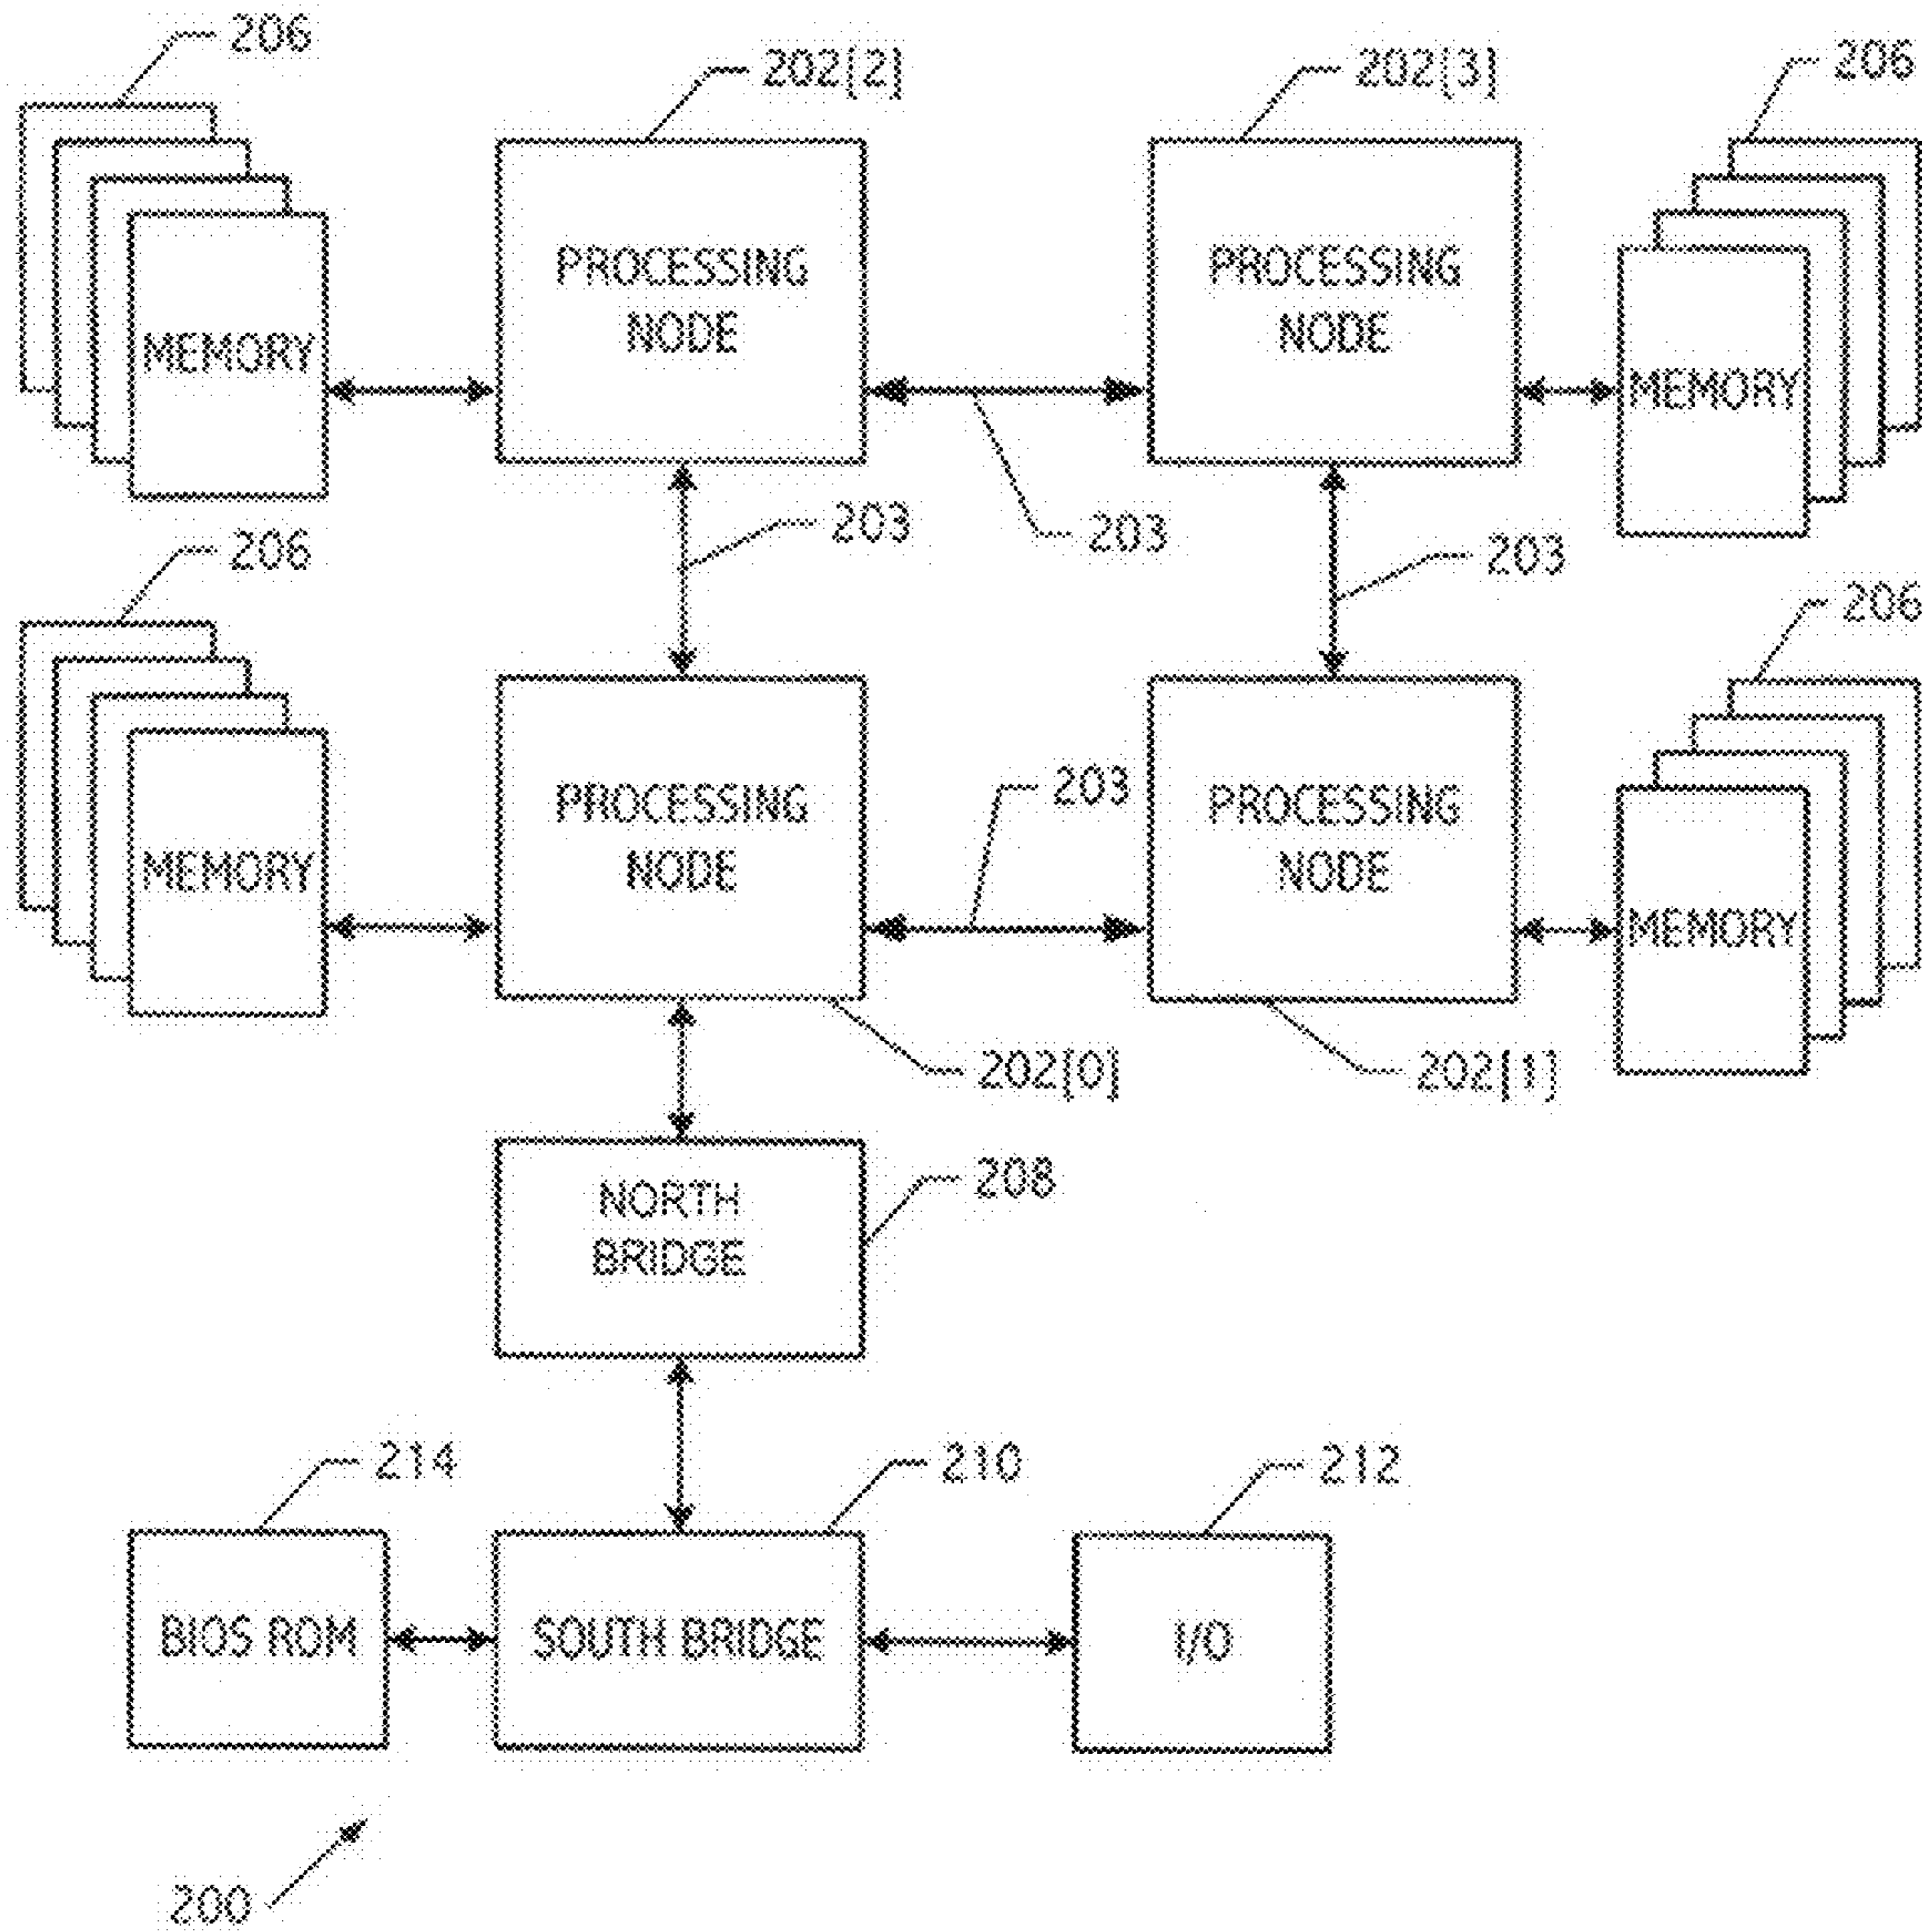 206
202[2]
202[3]
206
PROCESSING
NODE
PROCESSING
NODE
MEMORY
MEMORY
203
203
203
206
206
PROCESSING
NODE
203
PROCESSING
NODE
MEMORY
MEMORY
202[0]
202[1]
NORTH
BRIDGE
208
214
210
212
BIOS ROM
SOUTH BRIDGE
I/O
200